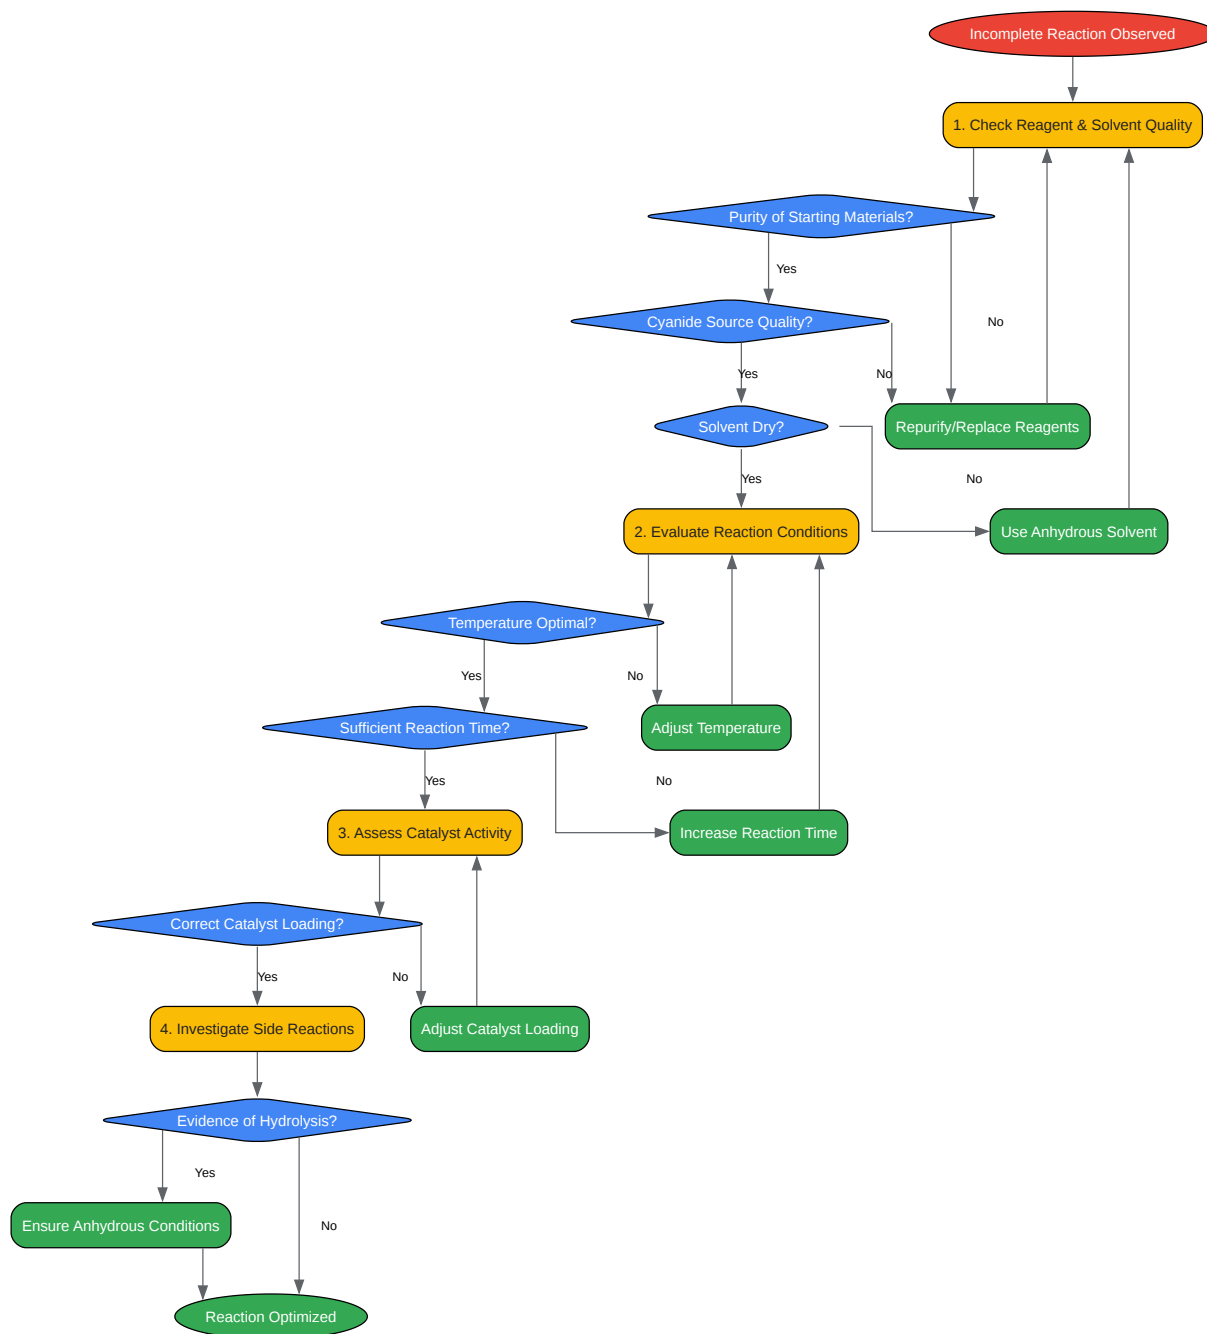 Incomplete Reaction Observed
1. Check Reagent & Solvent Quality
Purity of Starting Materials?
Yes
No
Cyanide Source Quality?
Yes
No
Solvent Dry?
Repurify/Replace Reagents
Yes
No
2. Evaluate Reaction Conditions
Use Anhydrous Solvent
Temperature Optimal?
Yes
No
Sufficient Reaction Time?
Adjust Temperature
Yes
No
3. Assess Catalyst Activity
Increase Reaction Time
Correct Catalyst Loading?
Yes
No
4. Investigate Side Reactions
Adjust Catalyst Loading
Evidence of Hydrolysis?
Yes
No
Ensure Anhydrous Conditions
Reaction Optimized